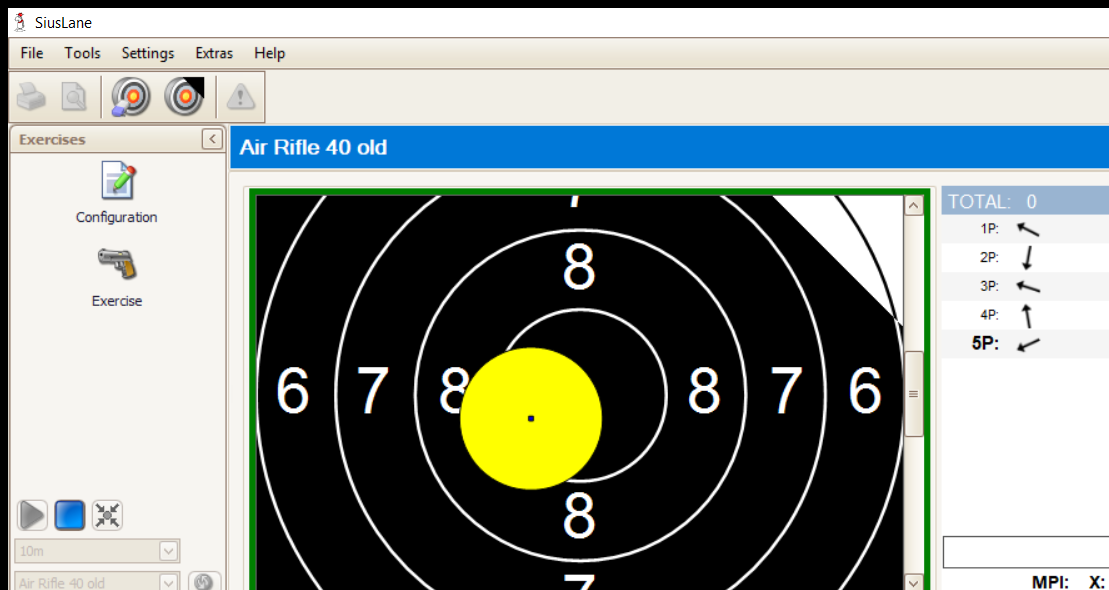 SiusLane
File Tools Settings Extras Help
Exercises
Air Rifle 40 old
Configuration
Exercise
7
8
6 7 8 8 7 6
8
7
TOTAL: 0
1P:
2P:
3P:
4P:
5P:
10m
Air Rifle 40 old
MPI: X: